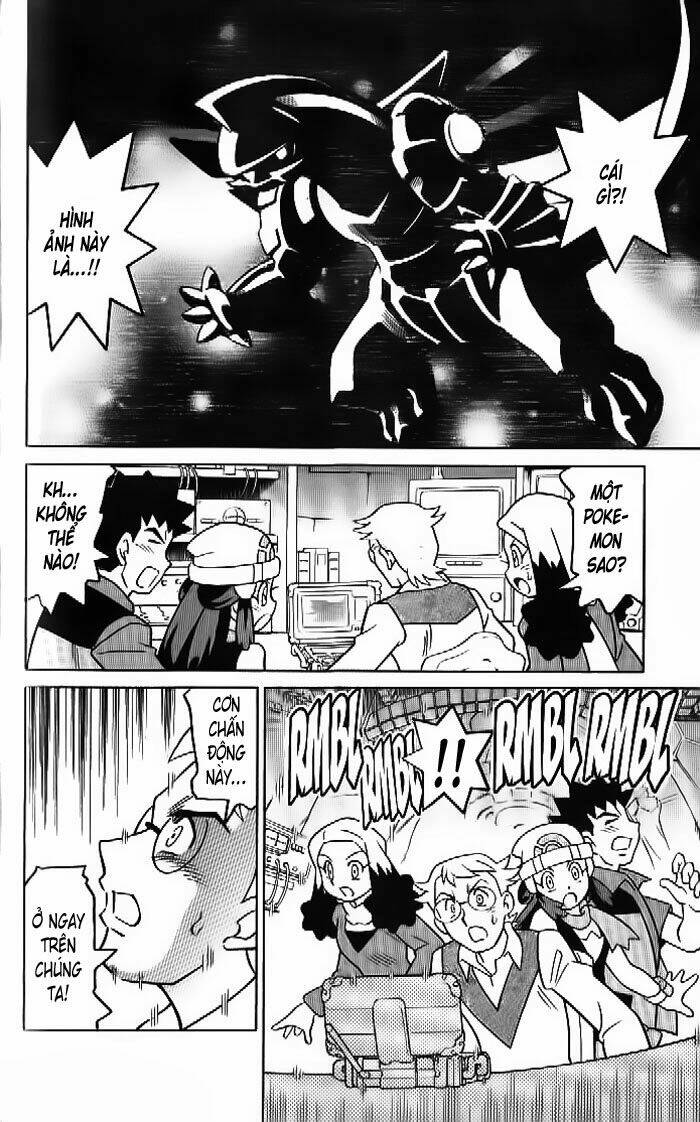 CÁI
GÌ?!
HÌNH
ẢNH NÀY
LÀ...!!
MỘT
POKE-
MON
SAO?
KH...
KHÔNG
THỂ
NÀO!
RMBL
RMBL
!!
RMBL
RMBL
CƠN
CHẤN
ĐỘNG
NÀY...
Ở NGAY
TRÊN
CHÚNG
TA!